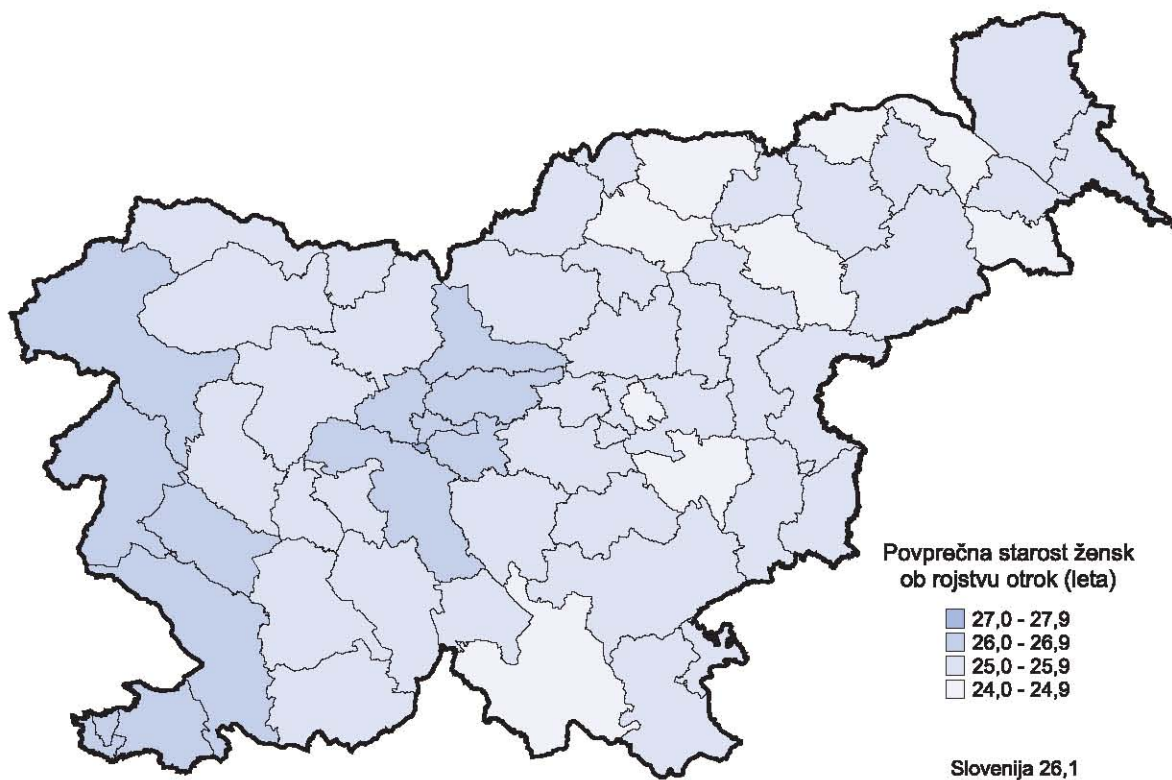 Povprečna starost žensk
ob rojstvu otrok (leta)
27,0 - 27,9
26,0 - 26,9
25,0 - 25,9
24,0 - 24,9
Slovenija 26,1